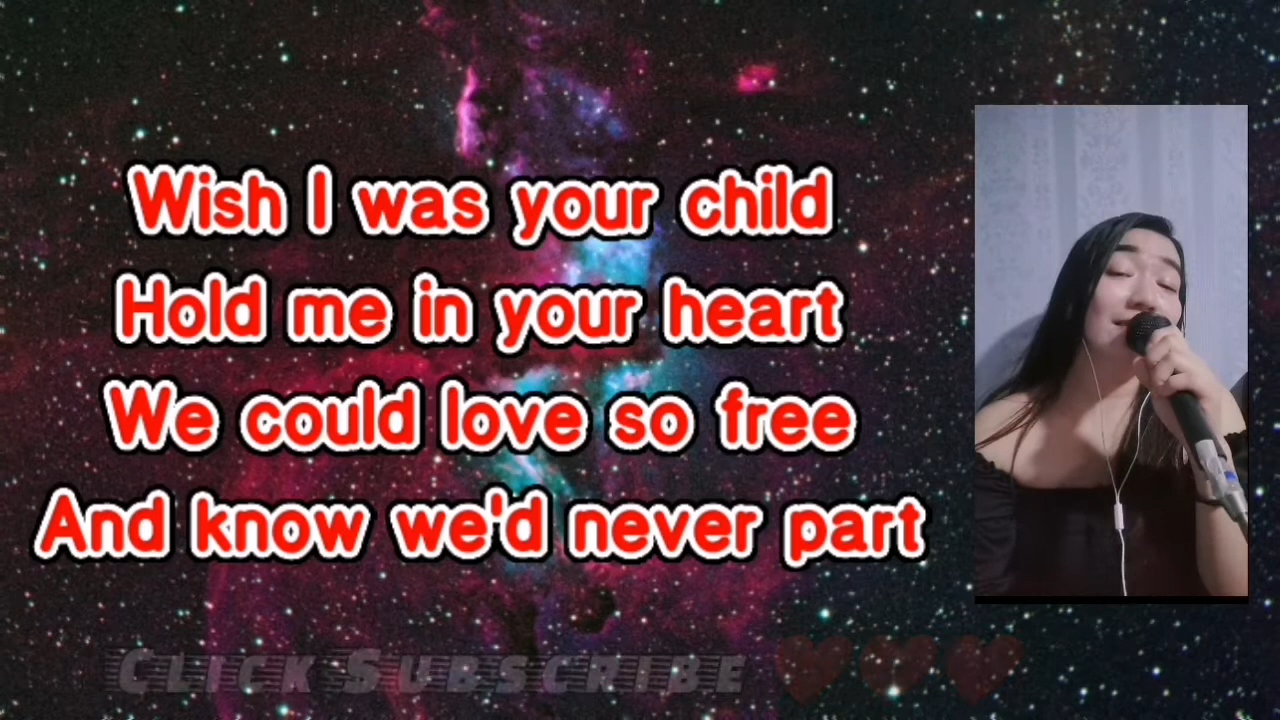 Wish I was your child
Hold me in your heart
We could love so free
And know we'd never part
CLICK SUBSCRIBE